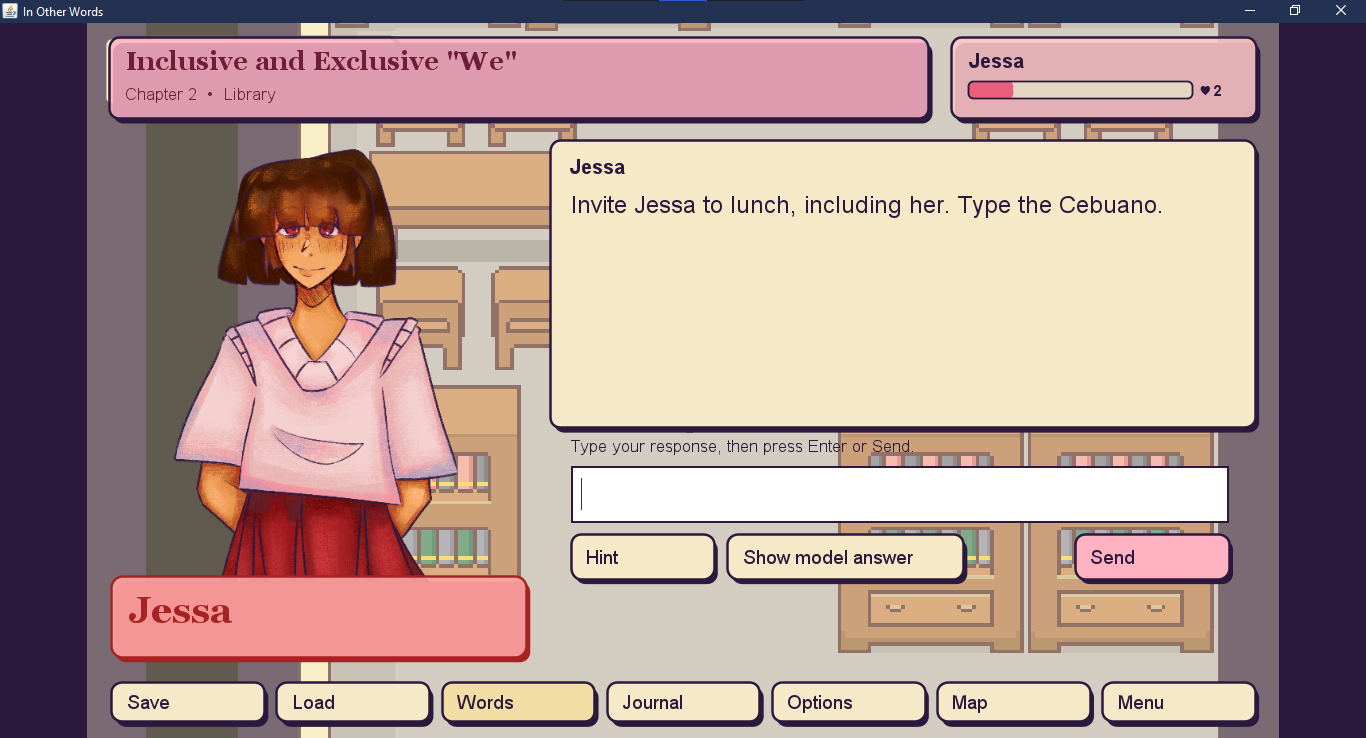 In Other Words
Inclusive and Exclusive "We"
Chapter 2 • Library
Jessa
♥ 2
Jessa
Invite Jessa to lunch, including her. Type the Cebuano.
Type your response, then press Enter or Send.
Hint
Show model answer
Send
Jessa
Save
Load
Words
Journal
Options
Map
Menu